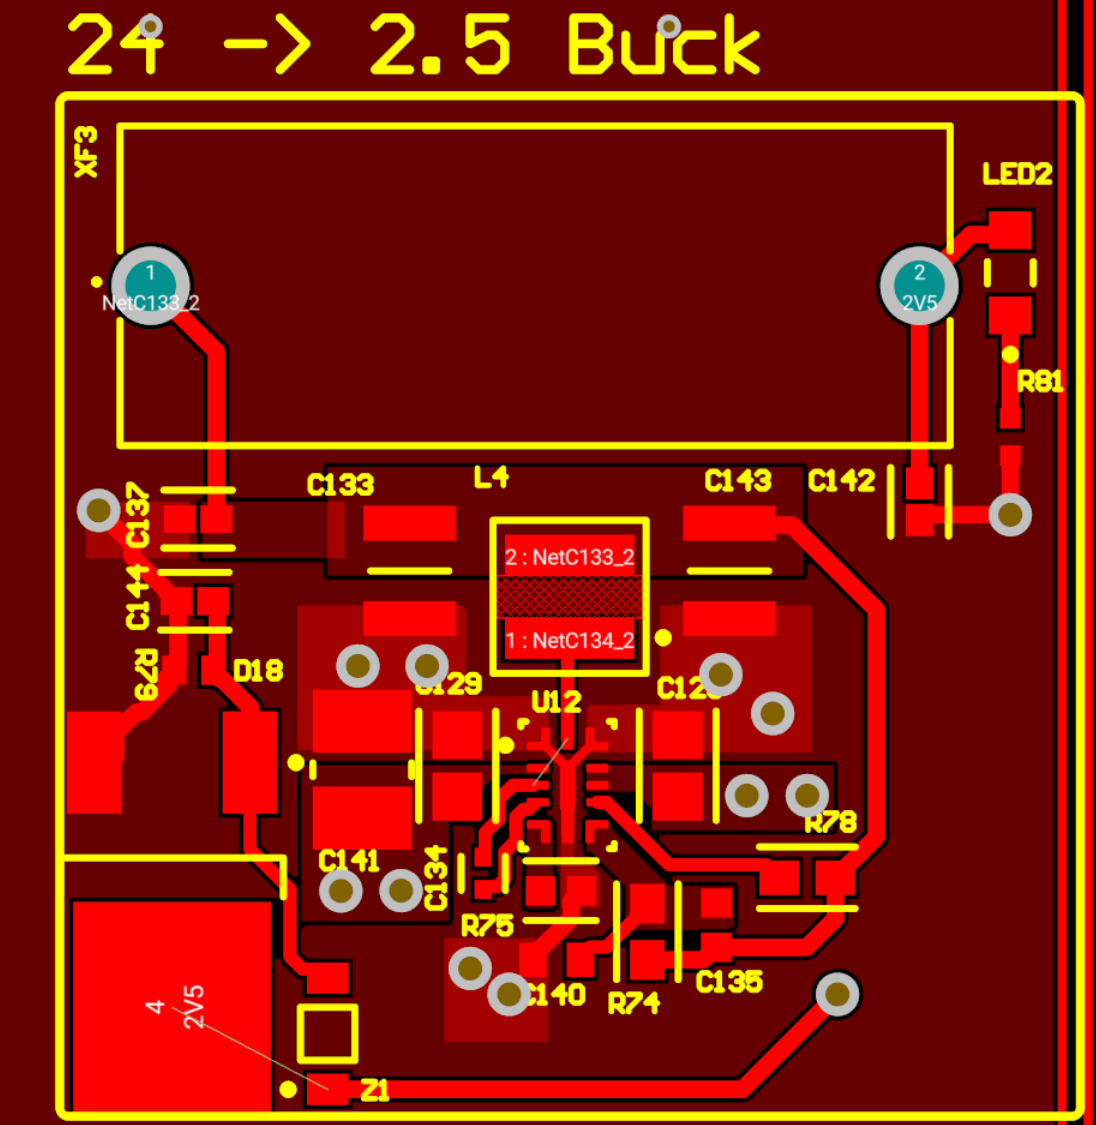 24 -> 2.5 Buck
XF3
LED2
1
NetC133_2
2
2V5
R81
C137
C133
L4
C143
C142
2 : NetC133_2
C144
1 : NetC134_2
R79
D18
C129
U12
R78
C141
C134
R75
C140
R74
C135
4
2V5
Z1